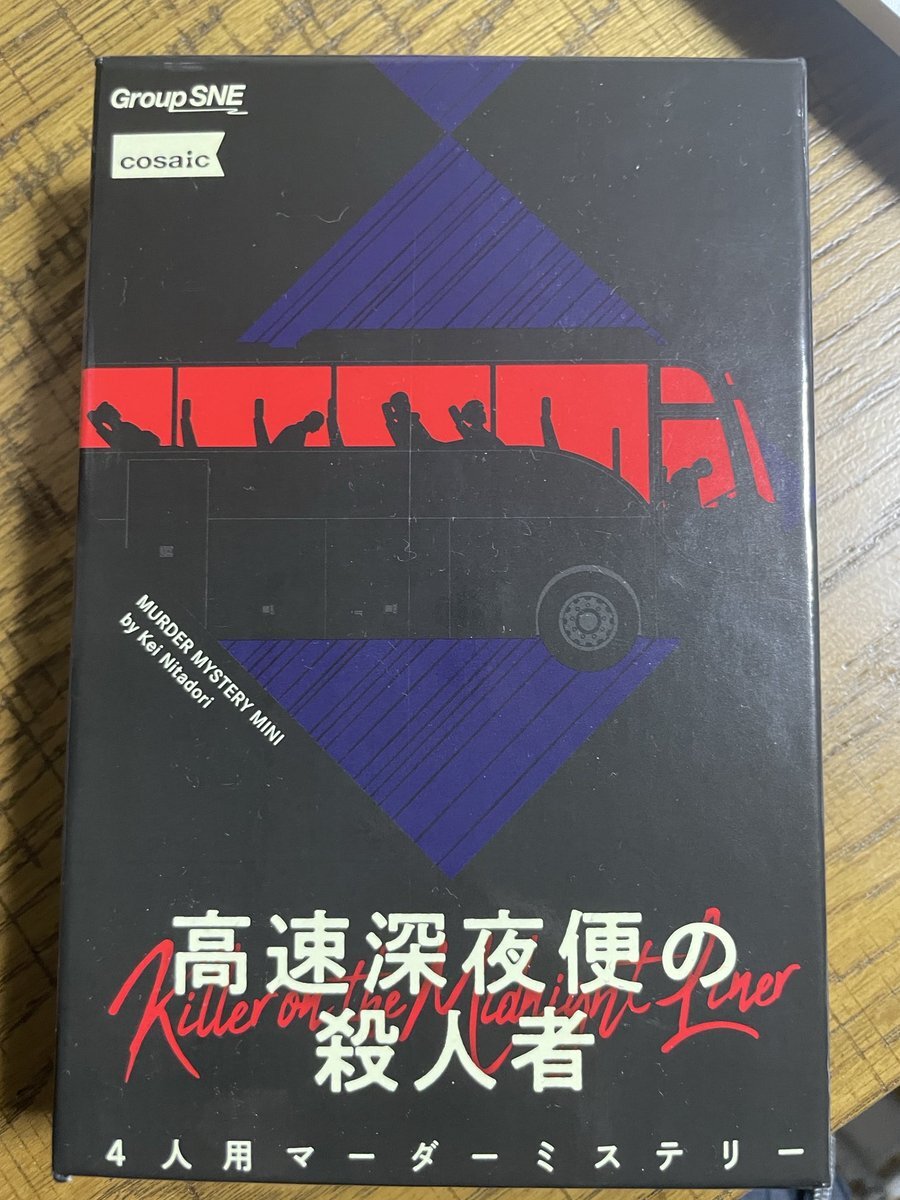 Group SNE
cosaic
MURDER MYSTERY MINI
by Kei Nitadori
高速深夜便の
Killer on the Midnight Liner
殺人者
4人用マーダーミステリー